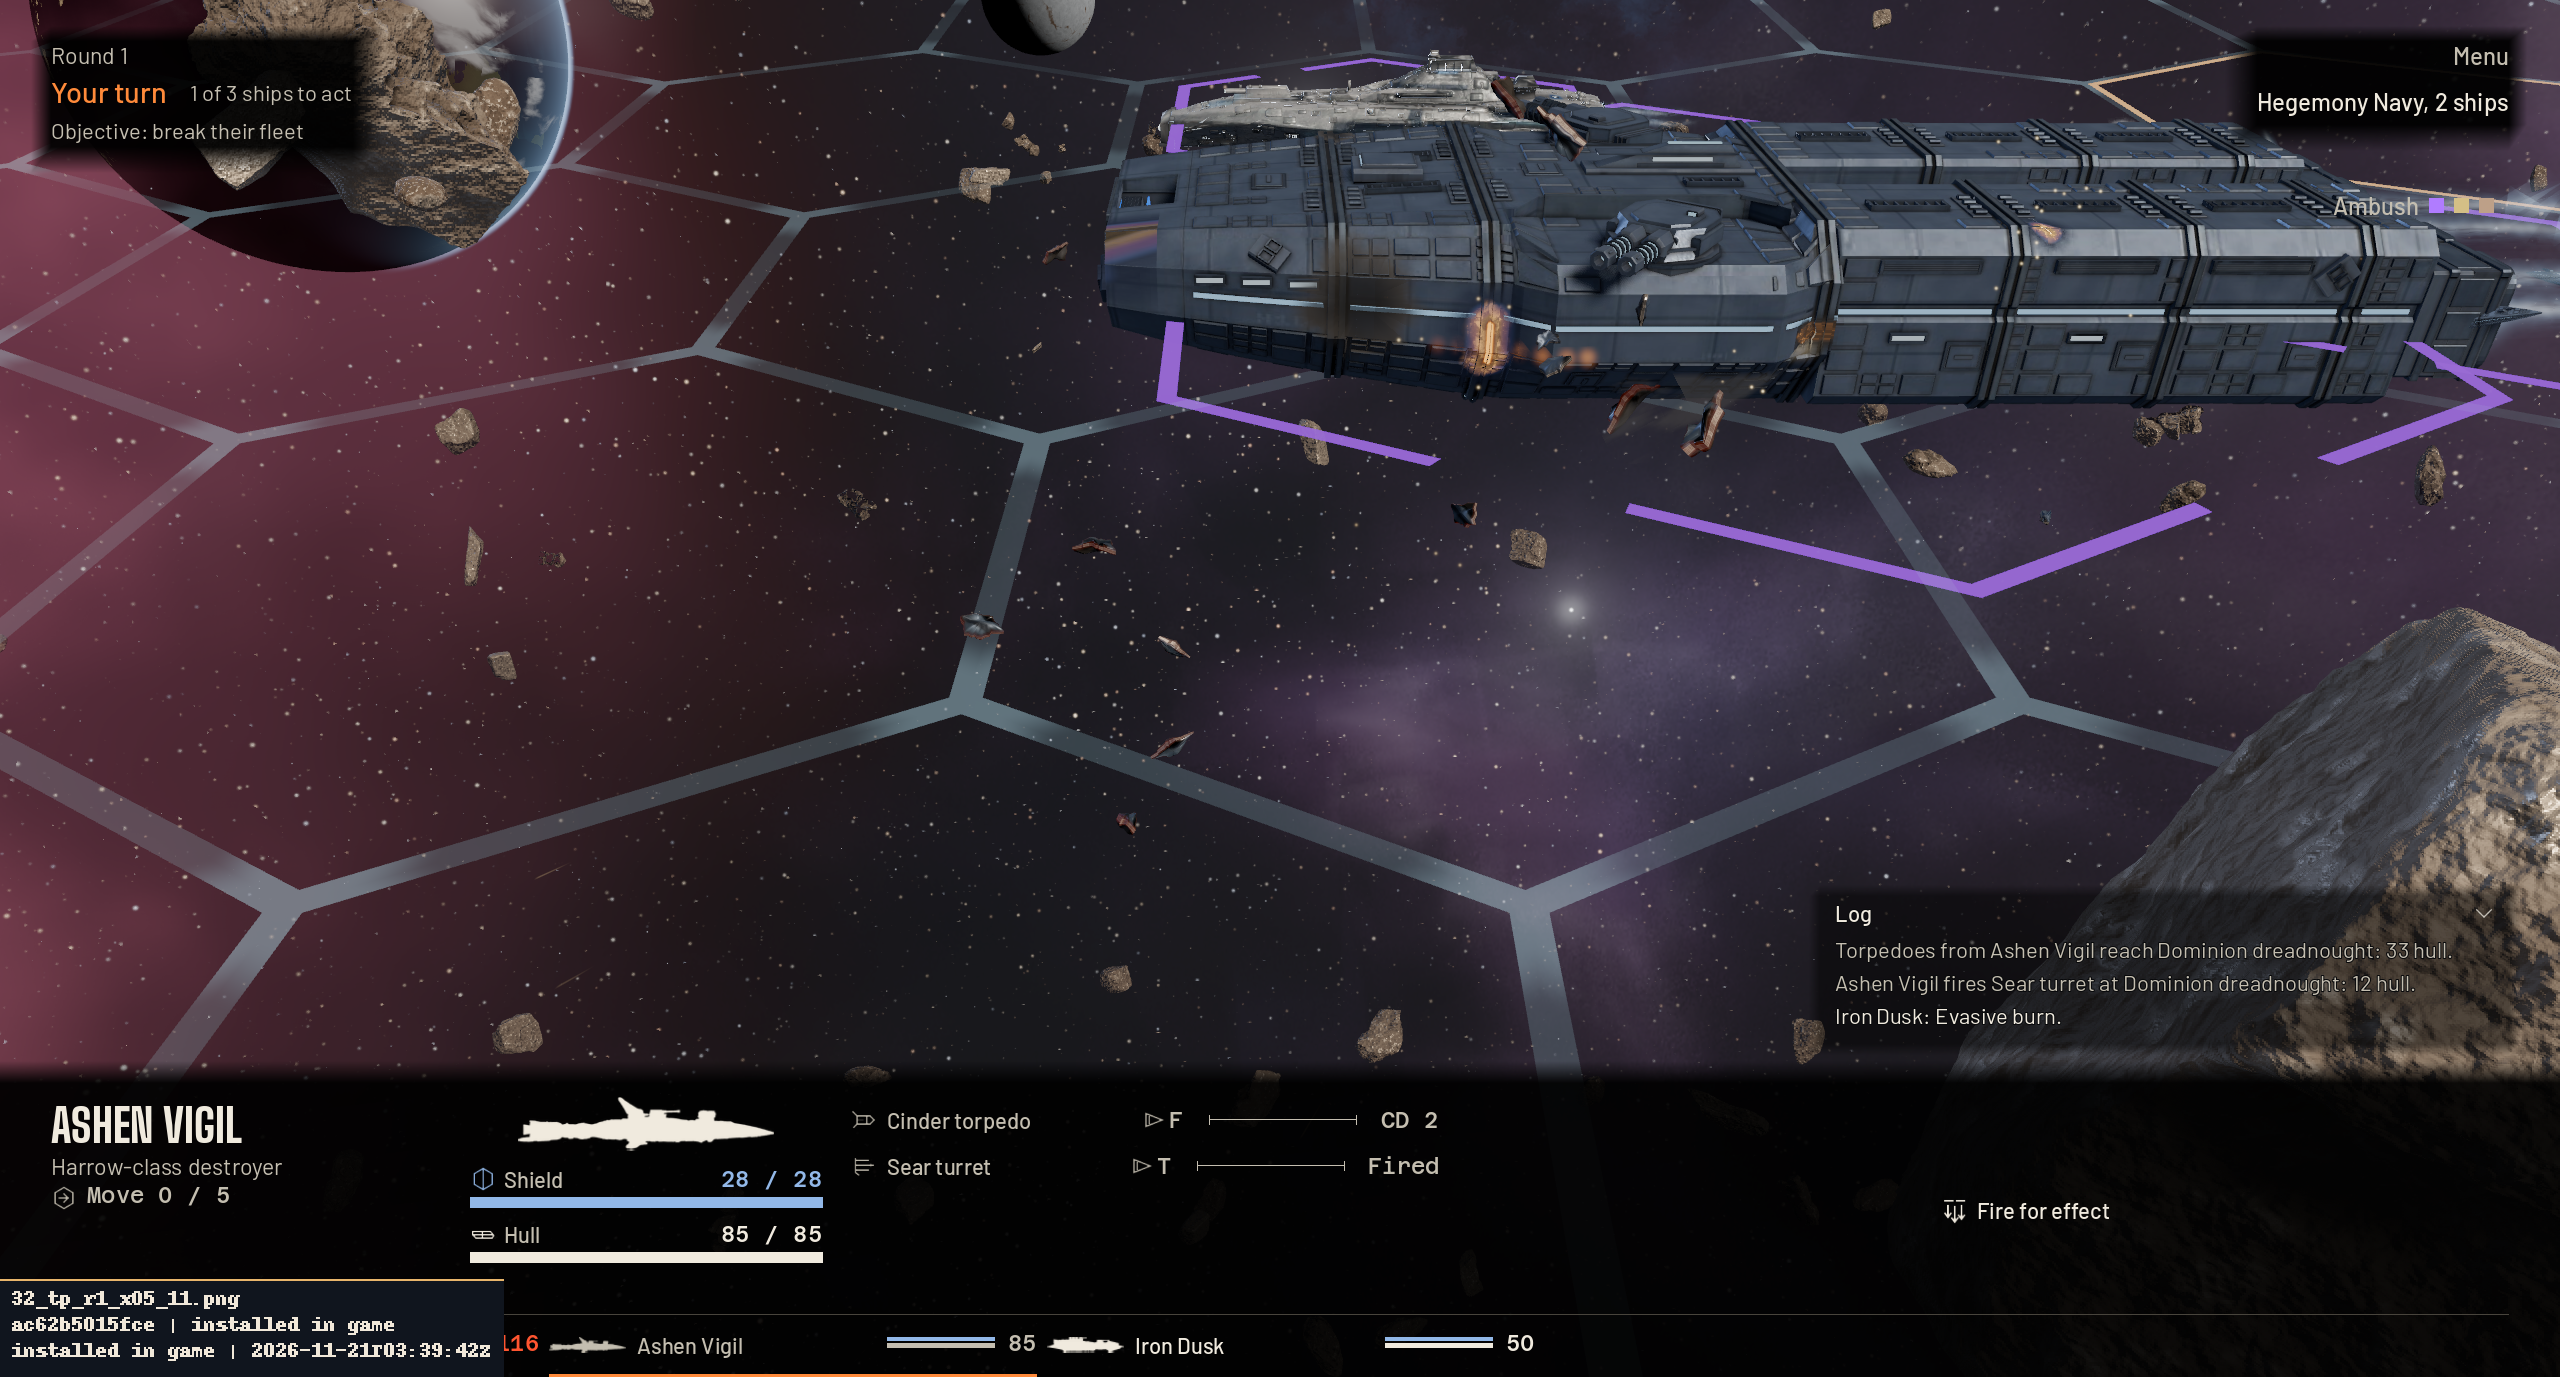 Round 1
Your turn 1 of 3 ships to act
Objective: break their fleet
Menu
Hegemony Navy, 2 ships
Ambush
Log
Torpedoes from Ashen Vigil reach Dominion dreadnought: 33 hull.
Ashen Vigil fires Sear turret at Dominion dreadnought: 12 hull.
Iron Dusk: Evasive burn.
ASHEN VIGIL
Harrow-class destroyer
Move 0 / 5
Shield 28 / 28
Hull 85 / 85
Cinder torpedo F CD 2
Sear turret T Fired
Fire for effect
32_tp_r1_x05_11.png
ac62b5015fce | installed in game
installed in game | 2026-11-21T03:39:42Z
116 Ashen Vigil 85 Iron Dusk 50